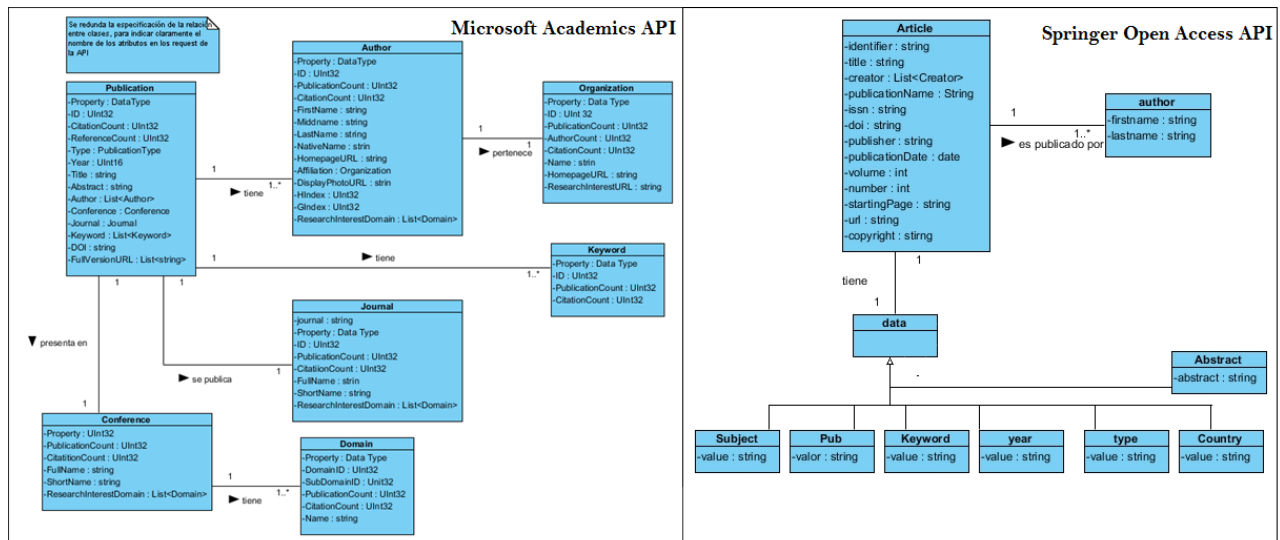 Se redunda la especificación de la relación
entre clases, para indicar claramente el
nombre de los atributos en los request de
la API
Microsoft Academics API
Publication
-Property : DataType
-ID : UInt32
-CitationCount : UInt32
-ReferenceCount : UInt32
-Type : PublicationType
-Year : UInt16
-Title : string
-Abstract : string
-Author : List<Author>
-Conference : Conference
-Journal : Journal
-Keyword : List<Keyword>
-DOI : string
-FullVersionURL : List<string>
Author
-Property : DataType
-ID : UInt32
-PublicationCount : UInt32
-CitationCount : UInt32
-FirstName : string
-Middname : string
-LastName : string
-NativeName : strin
-HomepageURL : string
-Affiliation : Organization
-DisplayPhotoURL : strin
-HIndex : UInt32
-GIndex : UInt32
-ResearchInterestDomain : List<Domain>
Organization
-Property : Data Type
-ID : UInt 32
-PublicationCount : UInt32
-AuthorCount : UInt32
-CitationCount : UInt32
-Name : string
-HomepageURL : string
-ResearchInterestURL : string
1
1
pertenece
1
1..*
tiene
tiene
1
1..*
Keyword
-Property : Data Type
-ID : UInt32
-PublicationCount : UInt32
-CitationCount : UInt32
1
1
Journal
-journal : string
-Property : Data Type
-ID : UInt32
-PublicationCount : UInt32
-CitatiionCount : UInt32
-FullName : strin
-ShortName : string
-ResearchInterestDomain : List<Domain>
presenta en
se publica
1
1
Conference
-Property : UInt32
-PublicationCount : UInt32
-CitatitionCount : UInt32
-FullName : string
-ShortName : string
-ResearchInterestDomain : List<Domain>
1
1..*
tiene
Domain
-Property : Data Type
-DomainID : UInt32
-SubDomainID : Unit32
-PublicationCount : UInt32
-CitationCount : UInt32
-Name : string
Springer Open Access API
Article
-identifier : string
-title : string
-creator : List<Creator>
-publicationName : String
-issn : string
-doi : string
-publisher : string
-publicationDate : date
-volume : int
-number : int
-startingPage : string
-url : string
-copyright : stirng
1
1..*
es publicado por
author
-firstname : string
-lastname : string
1
tiene
1
data
Abstract
-abstract : string
Subject
-value : string
Pub
-valor : string
Keyword
-value : string
year
-value : string
type
-value : string
Country
-value : string